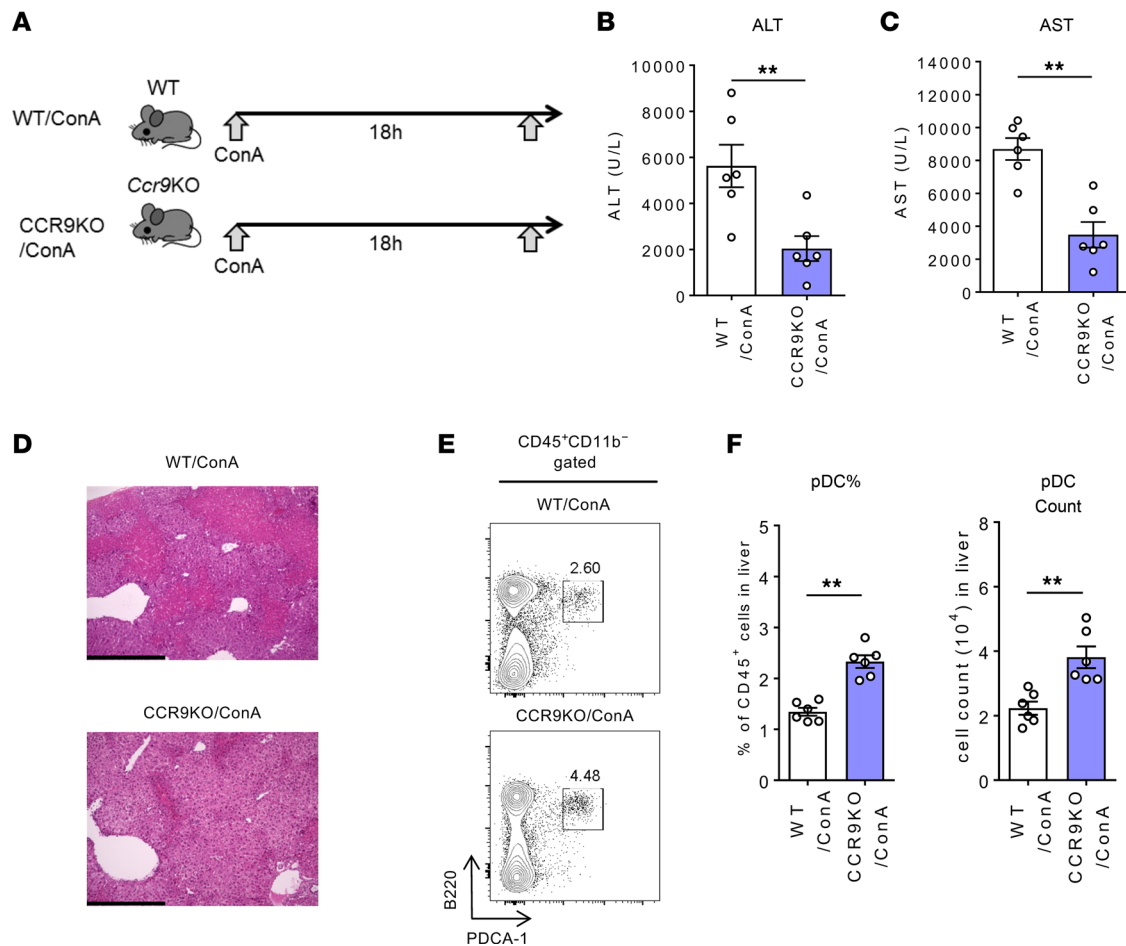 A
WT
WT/ConA
18h
ConA
Ccr9KO
CCR9KO
/ConA
18h
ConA
B
ALT
**
ALT (U/L)
10000
8000
6000
4000
2000
0
WT
/ConA
CCR9KO
/ConA
C
AST
**
AST (U/L)
14000
12000
10000
8000
6000
4000
2000
0
WT
/ConA
CCR9KO
/ConA
D
WT/ConA
CCR9KO/ConA
E
CD45⁺CD11b⁻
gated
WT/ConA
2.60
CCR9KO/ConA
4.48
B220
PDCA-1
F
pDC%
**
% of CD45⁺ cells in liver
5
4
3
2
1
0
WT
/ConA
CCR9KO
/ConA
pDC
Count
**
cell count (10⁴) in liver
8
6
4
2
0
WT
/ConA
CCR9KO
/ConA